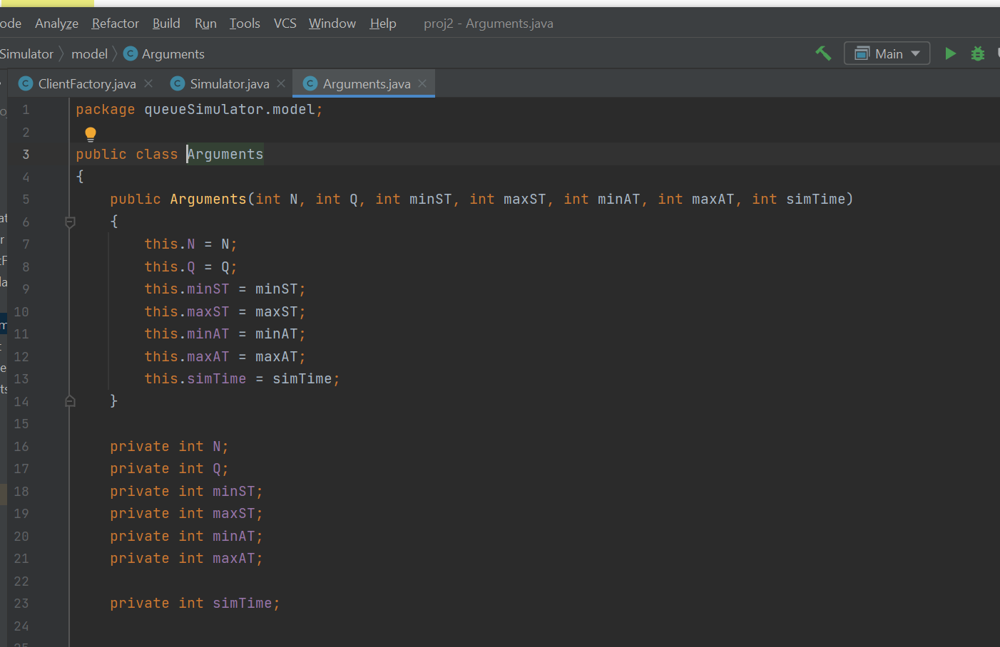 ode Analyze Refactor Build Run Tools VCS Window Help proj2 - Arguments.java
Simulator model C Arguments Main
C ClientFactory.java C Simulator.java C Arguments.java
1 package queueSimulator.model;
2
3 public class Arguments
4 {
5 public Arguments(int N, int Q, int minST, int maxST, int minAT, int maxAT, int simTime)
6 {
7 this.N = N;
8 this.Q = Q;
9 this.minST = minST;
10 this.maxST = maxST;
11 this.minAT = minAT;
12 this.maxAT = maxAT;
13 this.simTime = simTime;
14 }
15
16 private int N;
17 private int Q;
18 private int minST;
19 private int maxST;
20 private int minAT;
21 private int maxAT;
22
23 private int simTime;
24